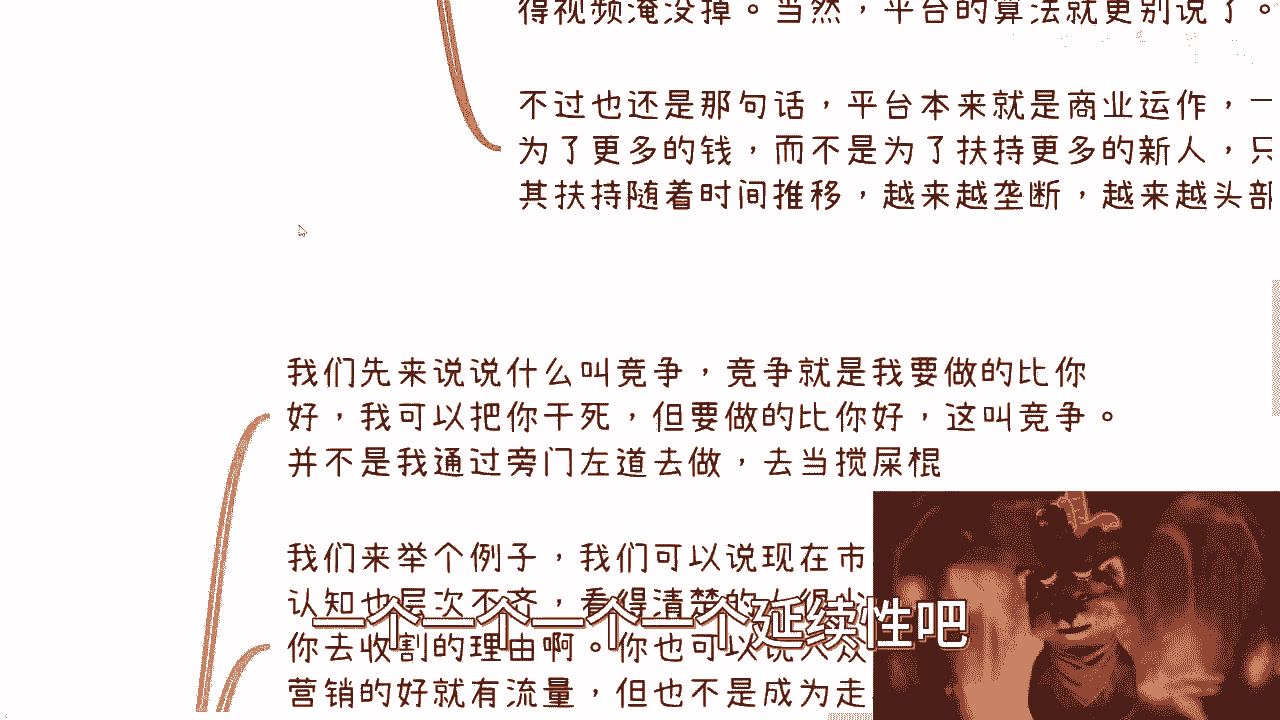 得视频淹没掉。当然，平台的算法就更别说了。
不过也还是那句话，平台本来就是商业运作，一
为了更多的钱，而不是为了扶持更多的新人，只
其扶持随着时间推移，越来越垄断，越来越头部
我们先来说说什么叫竞争，竞争就是我要做的比你
好，我可以把你干死，但要做的比你好，这叫竞争。
并不是我通过旁门左道去做，去当搅屎棍
我们来举个例子，我们可以说现在市
认知也层次不齐，看得清楚的人很少
一个一个一个一个延续性吧
你去收割的理由啊。你也可以说大众
营销的好就有流量，但也不是成为走